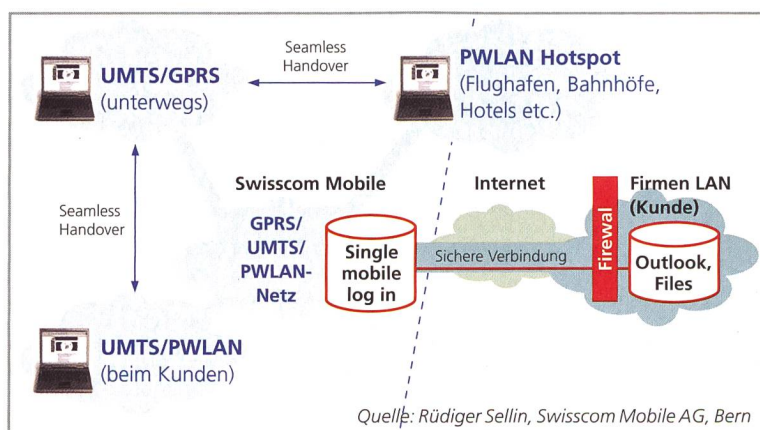 UMTS/GPRS
(unterwegs)
Seamless
Handover
PWLAN Hotspot
(Flughafen, Bahnhöfe,
Hotels etc.)
Seamless
Handover
Swisscom Mobile
Internet
Firmen LAN
(Kunde)
GPRS/
UMTS/
PWLAN-
Netz
Single
mobile
log in
Sichere Verbindung
Firewal
Outlook,
Files
UMTS/PWLAN
(beim Kunden)
Quelle: Rüdiger Sellin, Swisscom Mobile AG, Bern